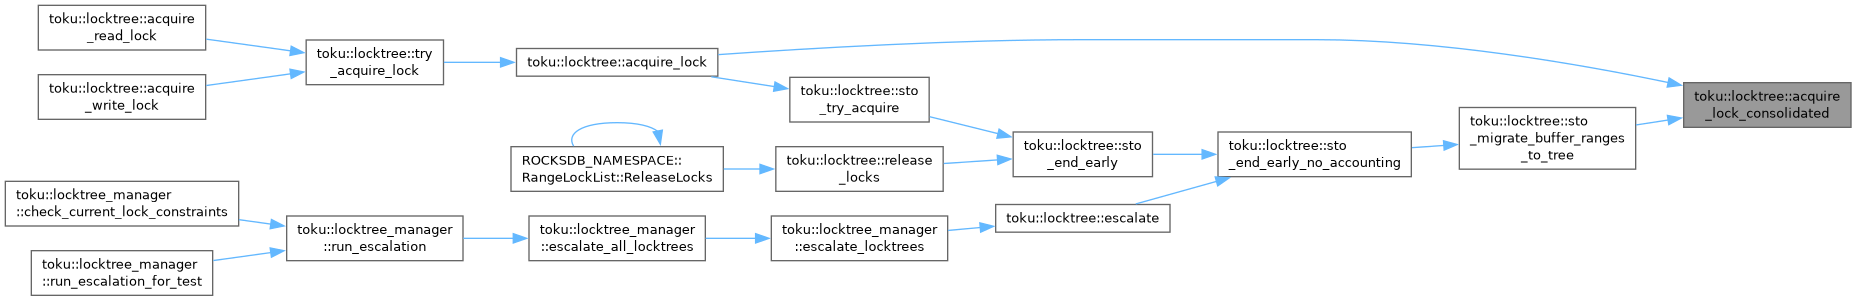 toku::locktree::acquire
_read_lock
toku::locktree::acquire
_write_lock
toku::locktree::try
_acquire_lock
toku::locktree::acquire_lock
toku::locktree::sto
_try_acquire
toku::locktree::acquire
_lock_consolidated
toku::locktree::sto
_migrate_buffer_ranges
_to_tree
toku::locktree::sto
_end_early_no_accounting
toku::locktree::sto
_end_early
ROCKSDB_NAMESPACE::
RangeLockList::ReleaseLocks
toku::locktree::release
_locks
toku::locktree_manager
::check_current_lock_constraints
toku::locktree_manager
::run_escalation_for_test
toku::locktree_manager
::run_escalation
toku::locktree_manager
::escalate_all_locktrees
toku::locktree_manager
::escalate_locktrees
toku::locktree::escalate